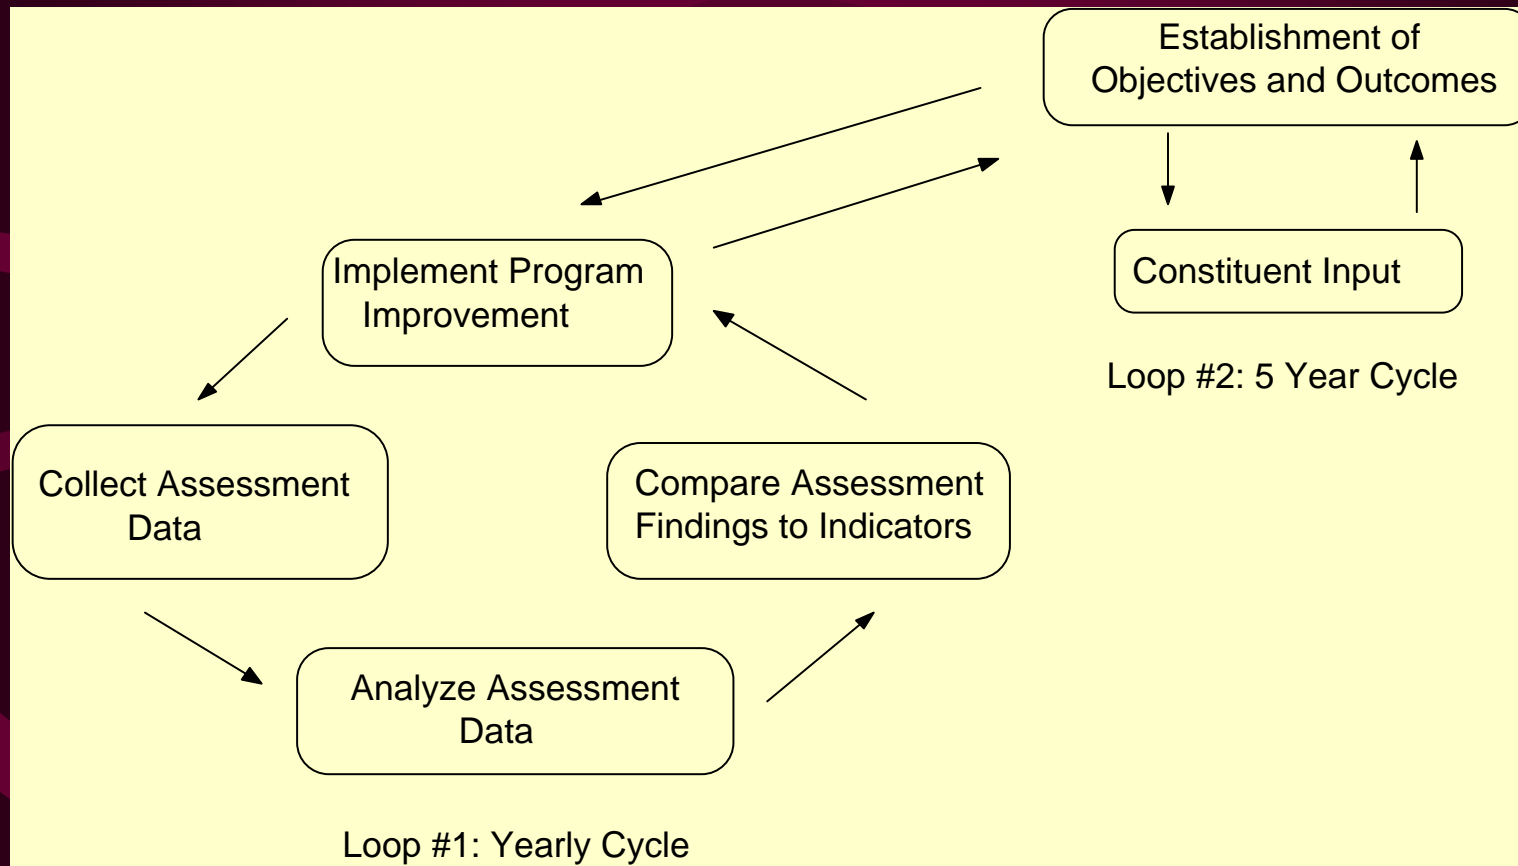 Establishment of
Objectives and Outcomes
Implement Program
Improvement
Constituent Input
Loop #2: 5 Year Cycle
Collect Assessment
Data
Compare Assessment
Findings to Indicators
Analyze Assessment
Data
Loop #1: Yearly Cycle